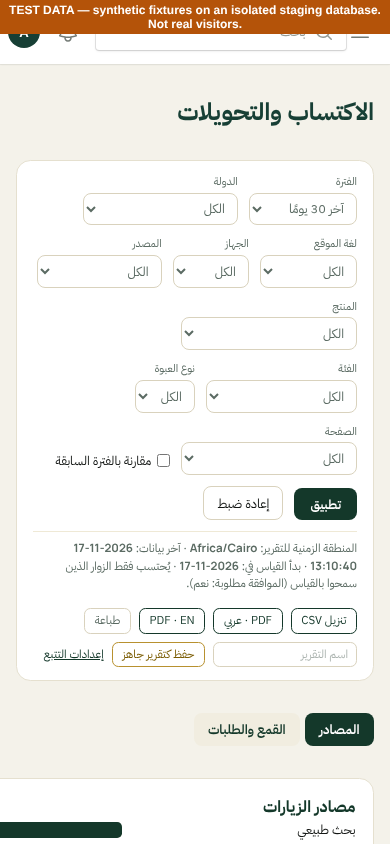 TEST DATA — synthetic fixtures on an isolated staging database.
Not real visitors.
الاكتساب والتحويلات
الفترة
الدولة
آخر 30 يومًا
الكل
لغة الموقع
الجهاز
المصدر
الكل
الكل
الكل
المنتج
الكل
الفئة
نوع العبوة
الكل
الكل
الصفحة
الكل
مقارنة بالفترة السابقة
تطبيق
إعادة ضبط
المنطقة الزمنية للتقرير: Africa/Cairo · آخر بيانات: 2026-11-17
13:10:40 · بدأ القياس في: 2026-11-17 · يُحتسب فقط الزوار الذين
سمحوا بالقياس (الموافقة مطلوبة: نعم).
تنزيل CSV
PDF · عربي
PDF · EN
طباعة
اسم التقرير
حفظ كتقرير جاهز
إعدادات التتبع
المصادر
القمع والطلبات
مصادر الزيارات
بحث طبيعي